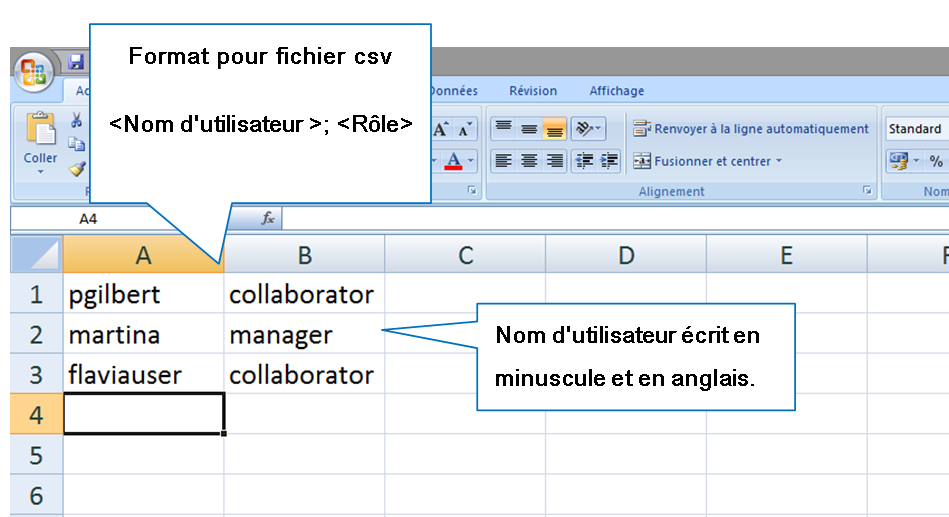 Format pour fichier csv
<Nom d'utilisateur >; <Rôle>
Données Révision Affichage
Coller
A A
A
Renvoyer à la ligne automatiquement
Fusionner et centrer
Standard
%
Alignement
Nom
A4
fx
A B C D E F
1 pgilbert collaborator
2 martina manager
3 flaviauser collaborator
4
5
6
Nom d'utilisateur écrit en
minuscule et en anglais.